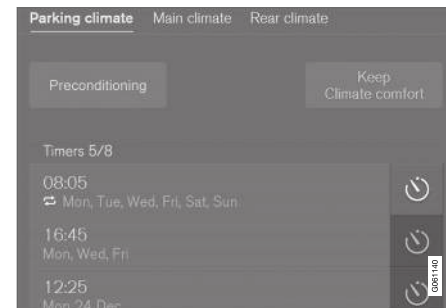 Parking climate Main climate Rear climate
Preconditioning
Keep
Climate comfort
Timers 5/8
08:05
Mon, Tue, Wed, Fri, Sat, Sun
16:45
Mon, Wed, Fri
12:25
Mon 24 Dec
G061140